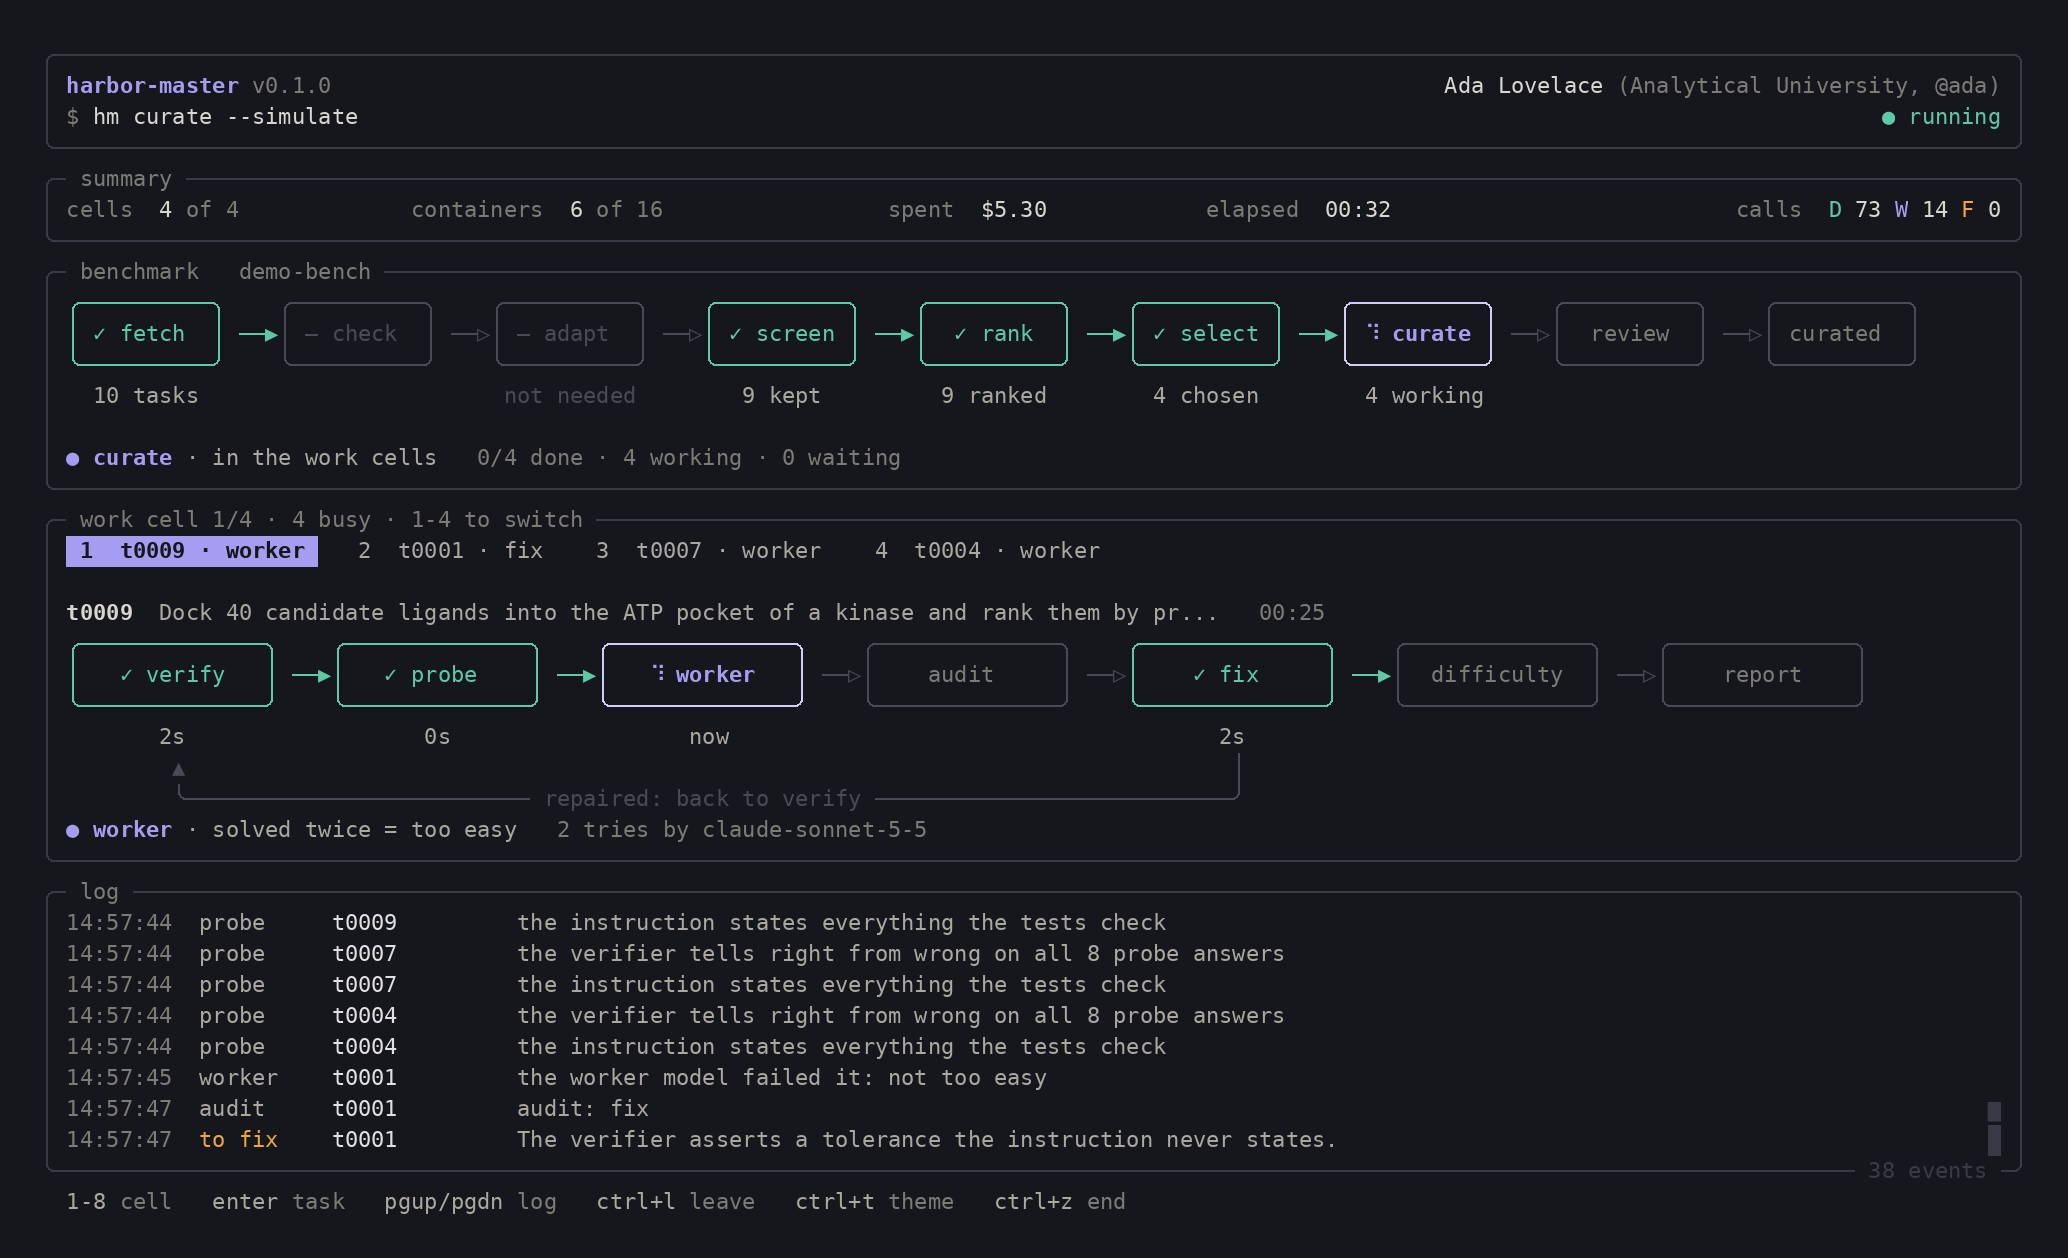 harbor-master v0.1.0 Ada Lovelace (Analytical University, @ada)
$ hm curate --simulate ● running
summary
cells 4 of 4 containers 6 of 16 spent $5.30 elapsed 00:32 calls D 73 W 14 F 0
benchmark demo-bench
✓ fetch — check — adapt ✓ screen ✓ rank ✓ select ⠹ curate review curated
10 tasks not needed 9 kept 9 ranked 4 chosen 4 working
● curate · in the work cells 0/4 done · 4 working · 0 waiting
work cell 1/4 · 4 busy · 1-4 to switch
1 t0009 · worker 2 t0001 · fix 3 t0007 · worker 4 t0004 · worker
t0009 Dock 40 candidate ligands into the ATP pocket of a kinase and rank them by pr... 00:25
✓ verify ✓ probe ⠹ worker audit ✓ fix difficulty report
2s 0s now 2s
repaired: back to verify
● worker · solved twice = too easy 2 tries by claude-sonnet-5-5
log
14:57:44 probe t0009 the instruction states everything the tests check
14:57:44 probe t0007 the verifier tells right from wrong on all 8 probe answers
14:57:44 probe t0007 the instruction states everything the tests check
14:57:44 probe t0004 the verifier tells right from wrong on all 8 probe answers
14:57:44 probe t0004 the instruction states everything the tests check
14:57:45 worker t0001 the worker model failed it: not too easy
14:57:47 audit t0001 audit: fix
14:57:47 to fix t0001 The verifier asserts a tolerance the instruction never states.
38 events
1-8 cell enter task pgup/pgdn log ctrl+l leave ctrl+t theme ctrl+z end